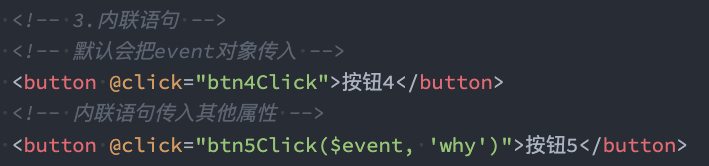 <!-- 3.内联语句 -->
<!-- 默认会把event对象传入 -->
<button @click="btn4Click">按钮4</button>
<!-- 内联语句传入其他属性 -->
<button @click="btn5Click($event, 'why')">按钮5</button>